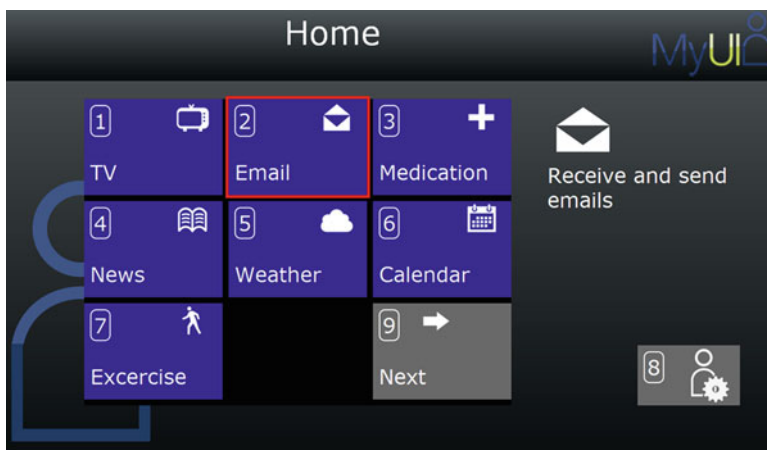 Home
MyUI
1
TV
2
Email
3
Medication
Receive and send
emails
4
News
5
Weather
6
Calendar
7
Excercise
9
Next
8